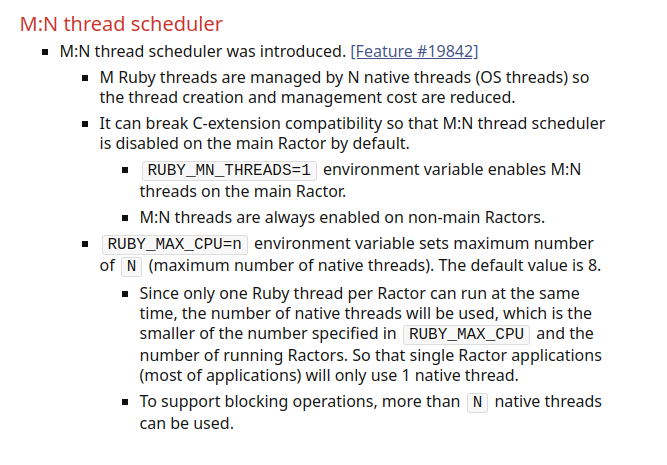 M:N thread scheduler
M:N thread scheduler was introduced. [Feature #19842]
M Ruby threads are managed by N native threads (OS threads) so
the thread creation and management cost are reduced.
It can break C-extension compatibility so that M:N thread scheduler
is disabled on the main Ractor by default.
RUBY_MN_THREADS=1 environment variable enables M:N
threads on the main Ractor.
M:N threads are always enabled on non-main Ractors.
RUBY_MAX_CPU=n environment variable sets maximum number
of N (maximum number of native threads). The default value is 8.
Since only one Ruby thread per Ractor can run at the same
time, the number of native threads will be used, which is the
smaller of the number specified in RUBY_MAX_CPU and the
number of running Ractors. So that single Ractor applications
(most of applications) will only use 1 native thread.
To support blocking operations, more than N native threads
can be used.